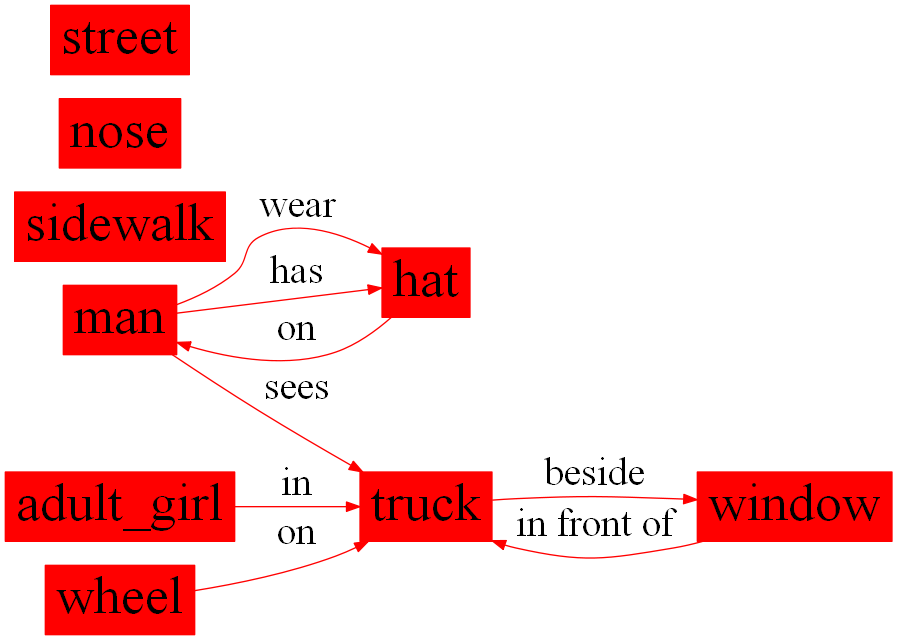 street
nose
sidewalk
wear
has
hat
man
on
sees
in
beside
adult_girl
truck
window
on
in front of
wheel